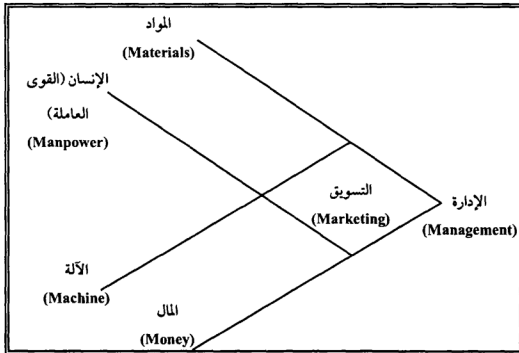 المواد
(Materials)
الإنسان (القوى
العاملة)
(Manpower)
التسويق
(Marketing)
الإدارة
(Management)
الآلة
(Machine)
المال
(Money)